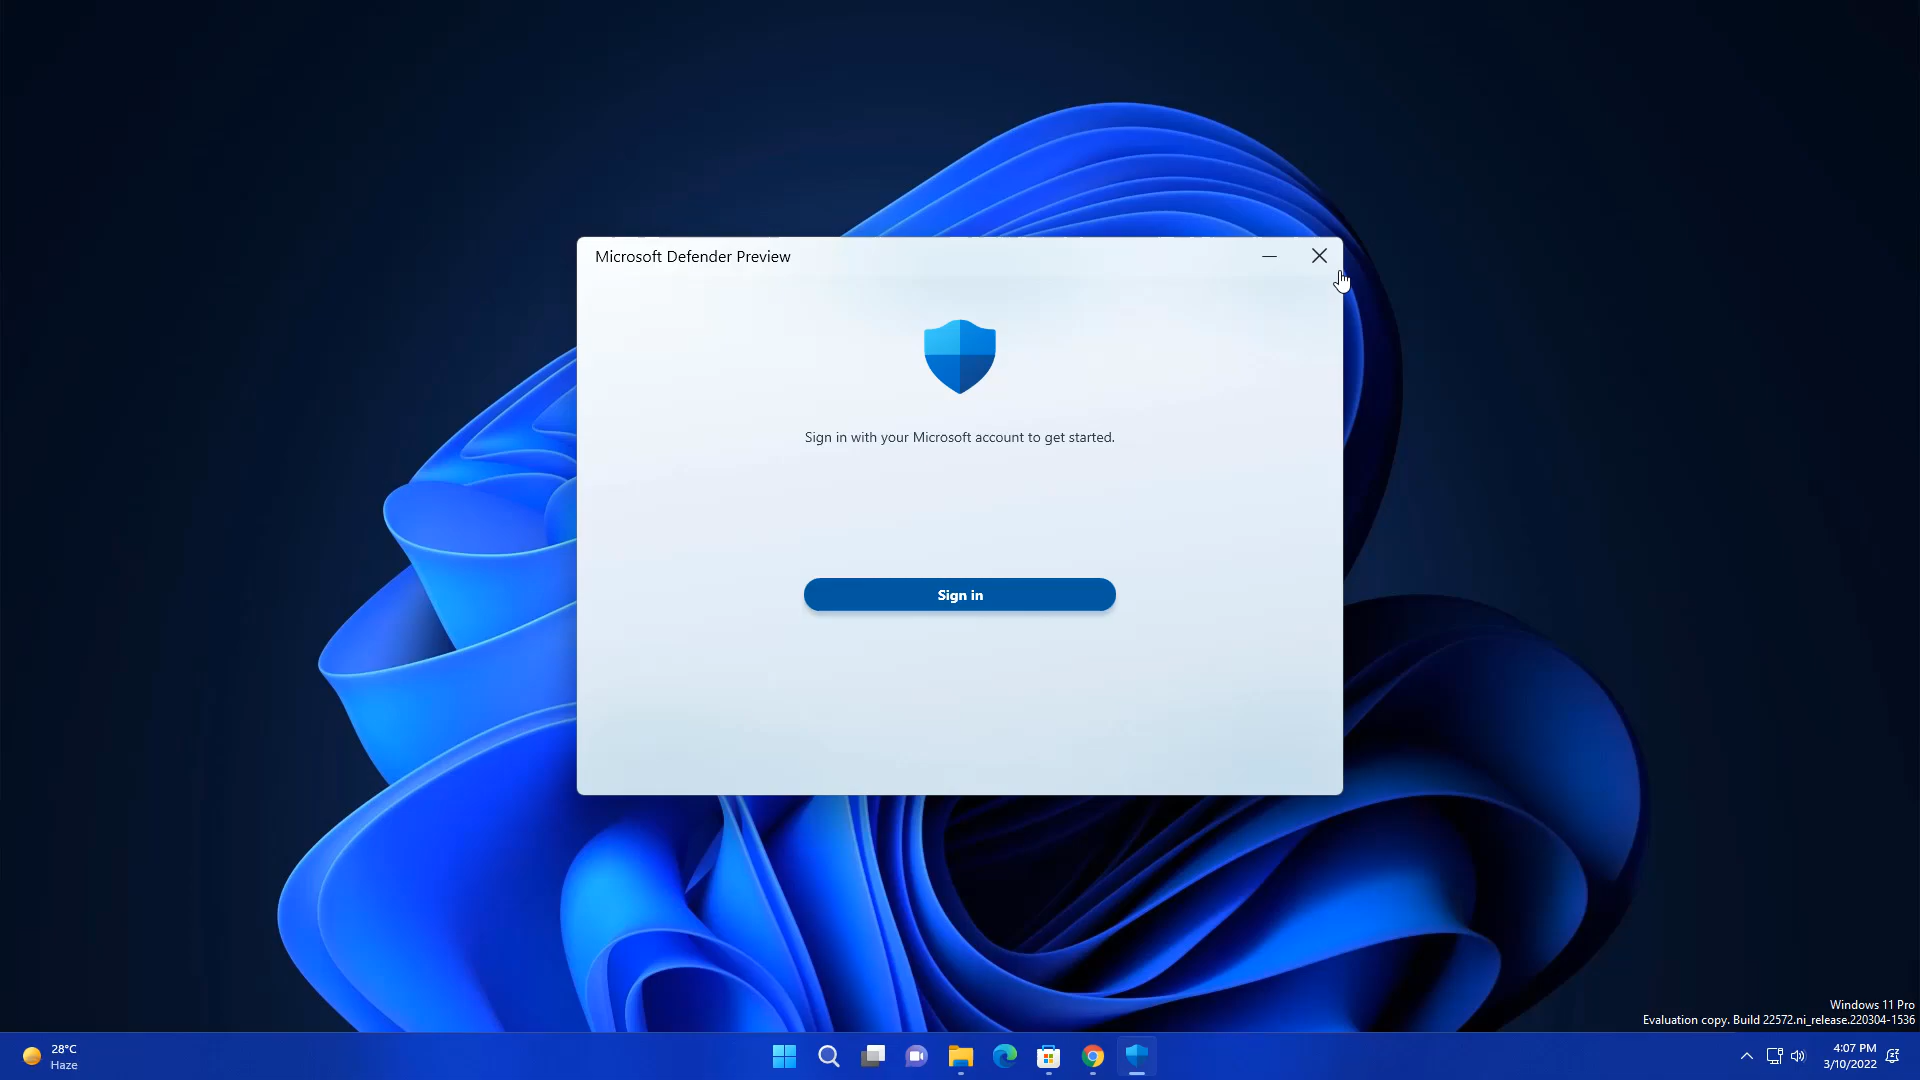 Microsoft Defender Preview
Sign in with your Microsoft account to get started.
Sign in
Windows 11 Pro
Evaluation copy. Build 22572.ni_release.220304-1536
28°C
Haze
4:07 PM
3/10/2022